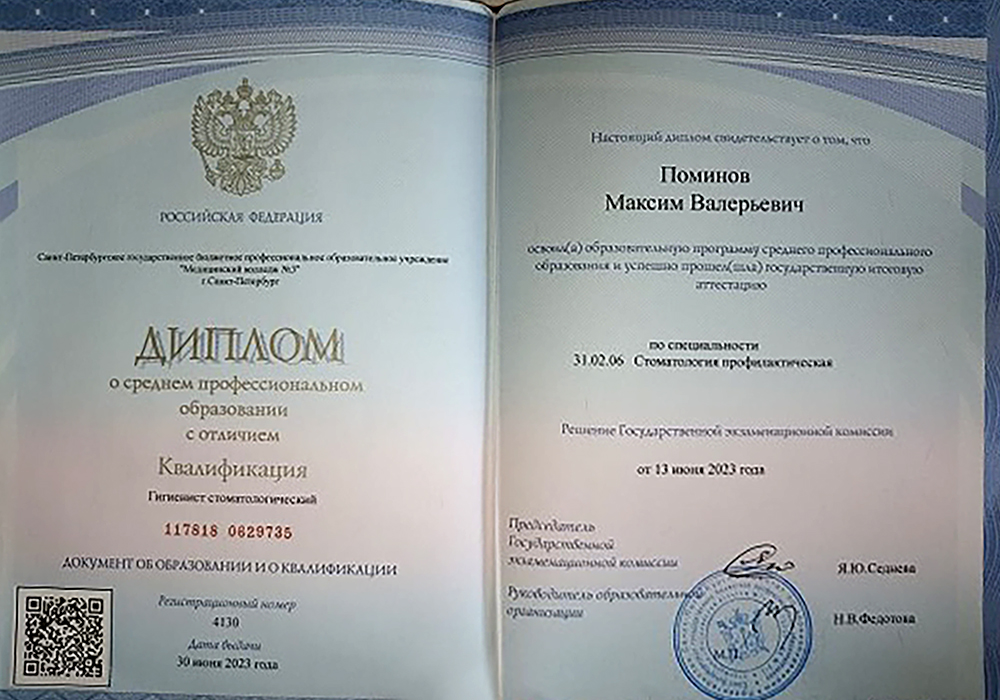 РОССИЙСКАЯ ФЕДЕРАЦИЯ
Санкт-Петербургское государственное бюджетное профессиональное образовательное учреждение
"Медицинский колледж №3"
г.Санкт-Петербург
ДИПЛОМ
о среднем профессиональном
образовании
с отличием
Квалификация
Гигиенист стоматологический
117818 0629735
ДОКУМЕНТ ОБ ОБРАЗОВАНИИ И О КВАЛИФИКАЦИИ
Регистрационный номер
4130
Дата выдачи
30 июня 2023 года
Настоящий диплом свидетельствует о том, что
Поминов
Максим Валерьевич
освоил(а) образовательную программу среднего профессионального
образования и успешно прошел(шла) государственную итоговую
аттестацию
по специальности
31.02.06 Стоматология профилактическая
Решение Государственной экзаменационной комиссии
от 13 июня 2023 года
Председатель
Государственной
экзаменационной комиссии
Я.Ю.Седнева
Руководитель образовательной
организации
Н.В.Федотова
М.П.